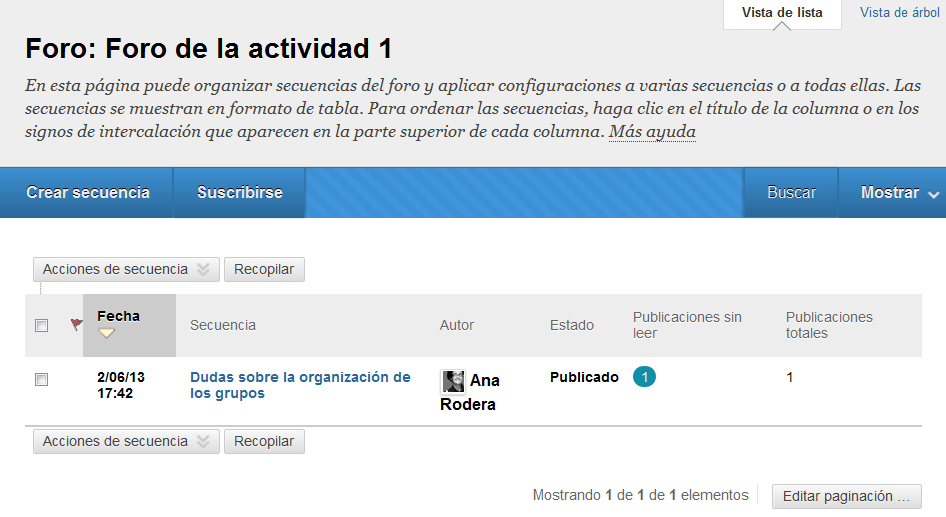 Vista de lista
Vista de árbol
Foro: Foro de la actividad 1
En esta página puede organizar secuencias del foro y aplicar configuraciones a varias secuencias o a todas ellas. Las
secuencias se muestran en formato de tabla. Para ordenar las secuencias, haga clic en el título de la columna o en los
signos de intercalación que aparecen en la parte superior de cada columna. Más ayuda
Crear secuencia
Suscribirse
Buscar
Mostrar
Acciones de secuencia
Recopilar
Fecha
Secuencia
Autor
Estado
Publicaciones sin
leer
Publicaciones
totales
2/06/13
17:42
Dudas sobre la organización de
los grupos
Ana
Rodera
Publicado
1
1
Acciones de secuencia
Recopilar
Mostrando 1 de 1 de 1 elementos
Editar paginación ...